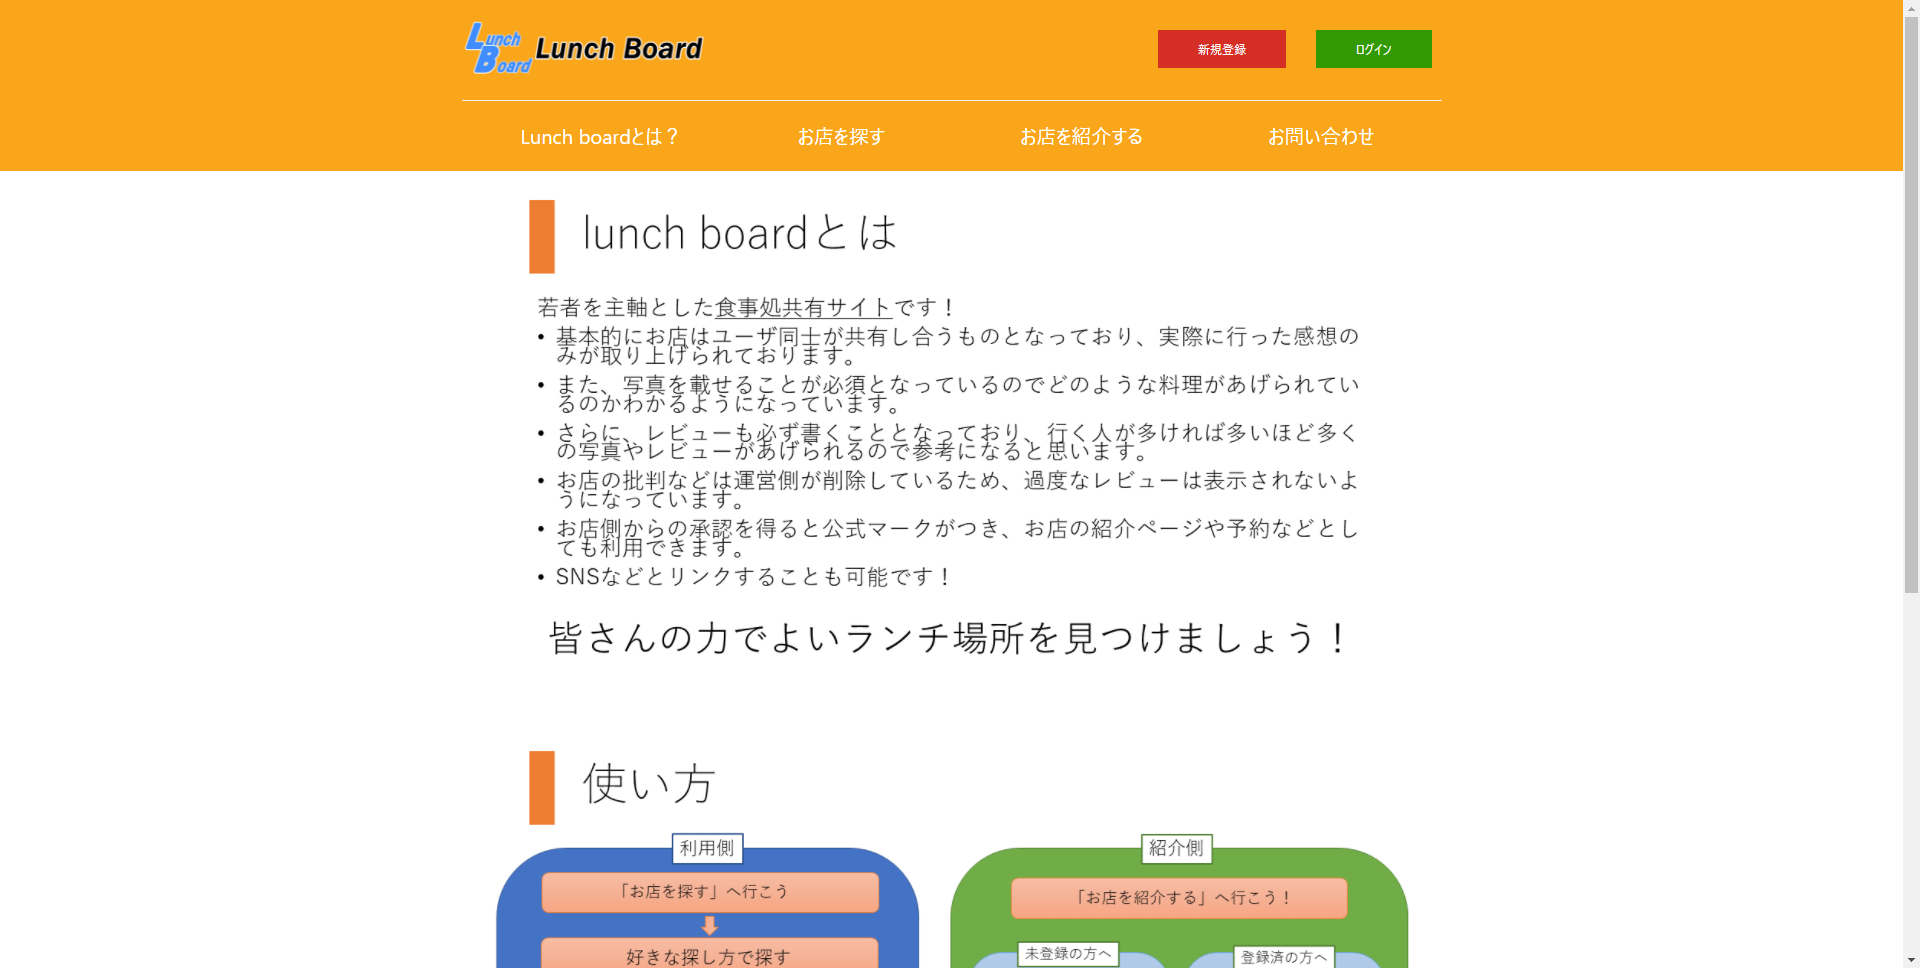 Lunch Board
Lunch Board
新規登録
ログイン
Lunch boardとは？
お店を探す
お店を紹介する
お問い合わせ
lunch boardとは
若者を主軸とした食事処共有サイトです！
• 基本的にお店はユーザ同士が共有し合うものとなっており、実際に行った感想の
みが取り上げられております。
• また、写真を載せることが必須となっているのでどのような料理があげられてい
るのかわかるようになっています。
• さらに、レビューも必ず書くこととなっており、行く人が多ければ多いほど多く
の写真やレビューがあげられるので参考になると思います。
• お店の批判などは運営側が削除しているため、過度なレビューは表示されないよ
うになっています。
• お店側からの承認を得ると公式マークがつき、お店の紹介ページや予約などとし
ても利用できます。
• SNSなどとリンクすることも可能です！
皆さんの力でよいランチ場所を見つけましょう！
使い方
利用側
「お店を探す」へ行こう
好きな探し方で探す
紹介側
「お店を紹介する」へ行こう！
未登録の方へ
登録済の方へ